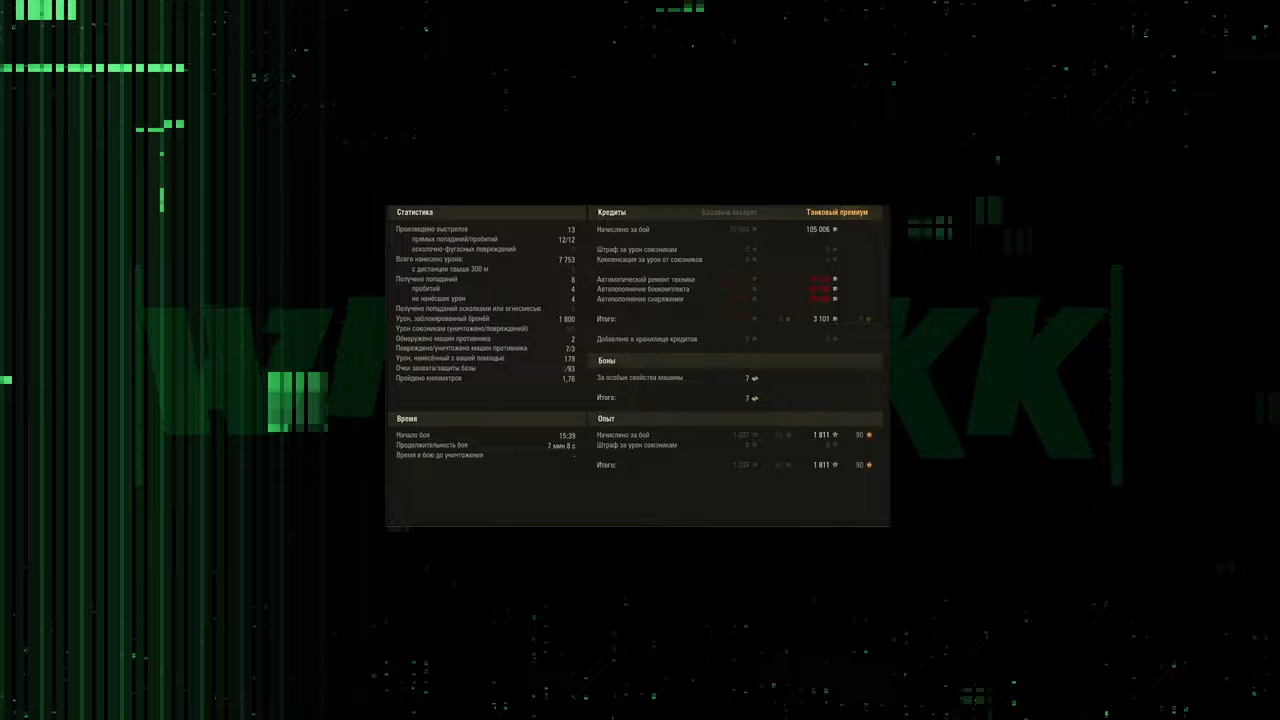 Статистика
Произведено выстрелов 13
прямых попаданий/пробитий 12/12
осколочно-фугасных повреждений
Всего нанесено урона: 7 753
с дистанции свыше 300 м
Получено попаданий 8
пробитий 4
не нанёсших урон 4
Получено попаданий осколками или огнесмесью
Урон, заблокированный бронёй 1 800
Урон союзникам (уничтожено/повреждений)
Обнаружено машин противника 2
Повреждено/уничтожено машин противника 7/3
Урон, нанесённый с вашей помощью 179
Очки захвата/защиты базы /93
Пройдено километров 1,76
Время
Начало боя 15:39
Продолжительность боя 7 мин 8 с
Время в бою до уничтожения -
Кредиты Базовый аккаунт Танковый премиум
Начислено за бой 105 006
Штраф за урон союзникам 0 0
Компенсация за урон от союзников 0 0
Автоматический ремонт техники
Автопополнение боекомплекта
Автопополнение снаряжения
Итого: 3 101
Добавлено в хранилище кредитов
Боны
За особые свойства машины 7
Итого: 7
Опыт
Начислено за бой 1 811 90
Штраф за урон союзникам 0 0
Итого: 1 811 90